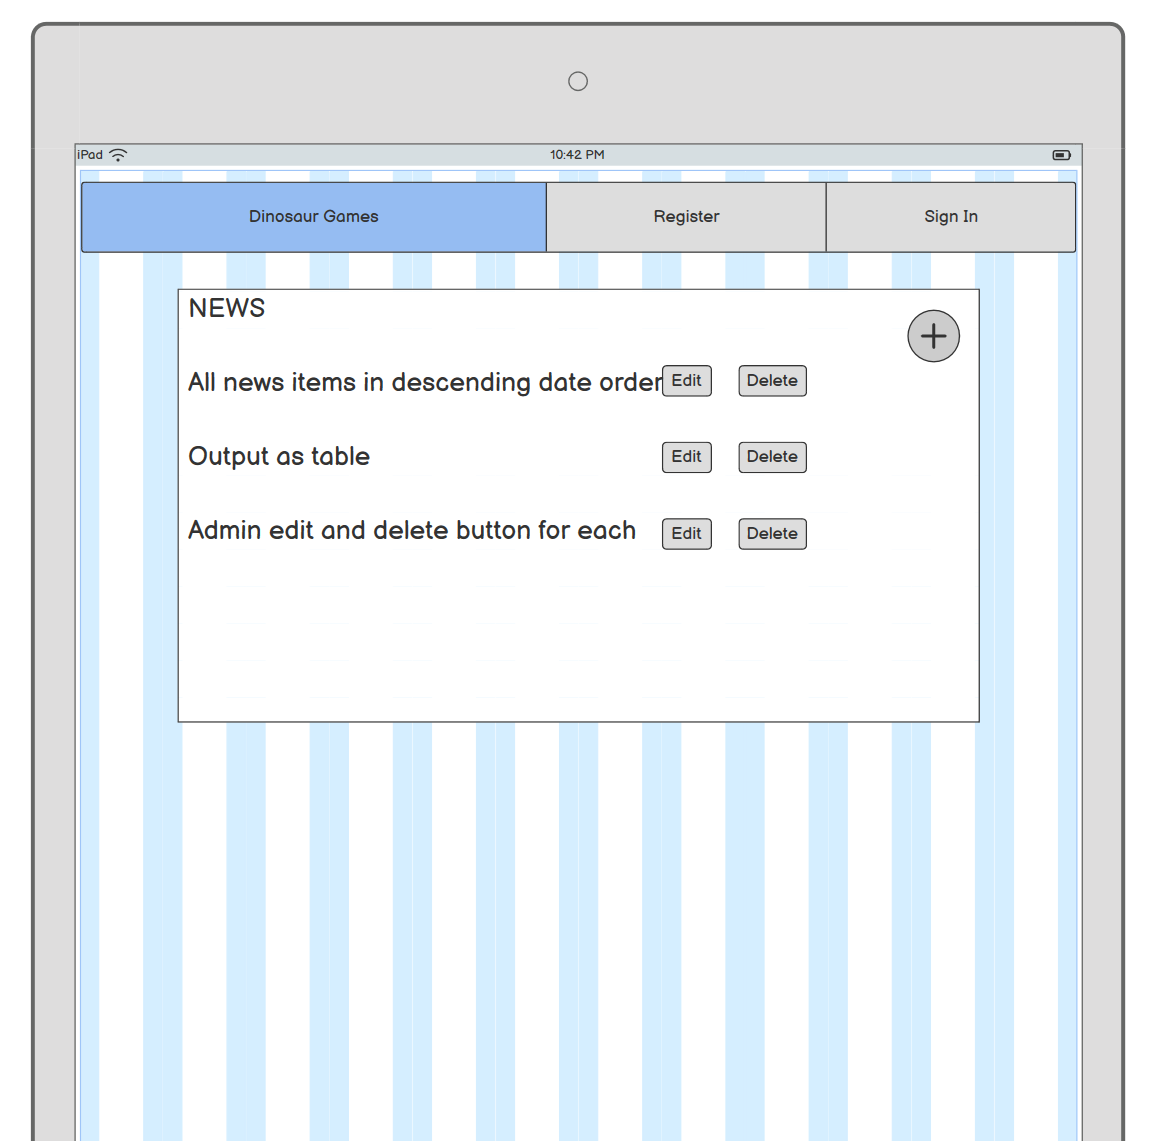 iPad 10:42 PM
Dinosaur Games Register Sign In
NEWS
All news items in descending date order Edit Delete
Output as table Edit Delete
Admin edit and delete button for each Edit Delete